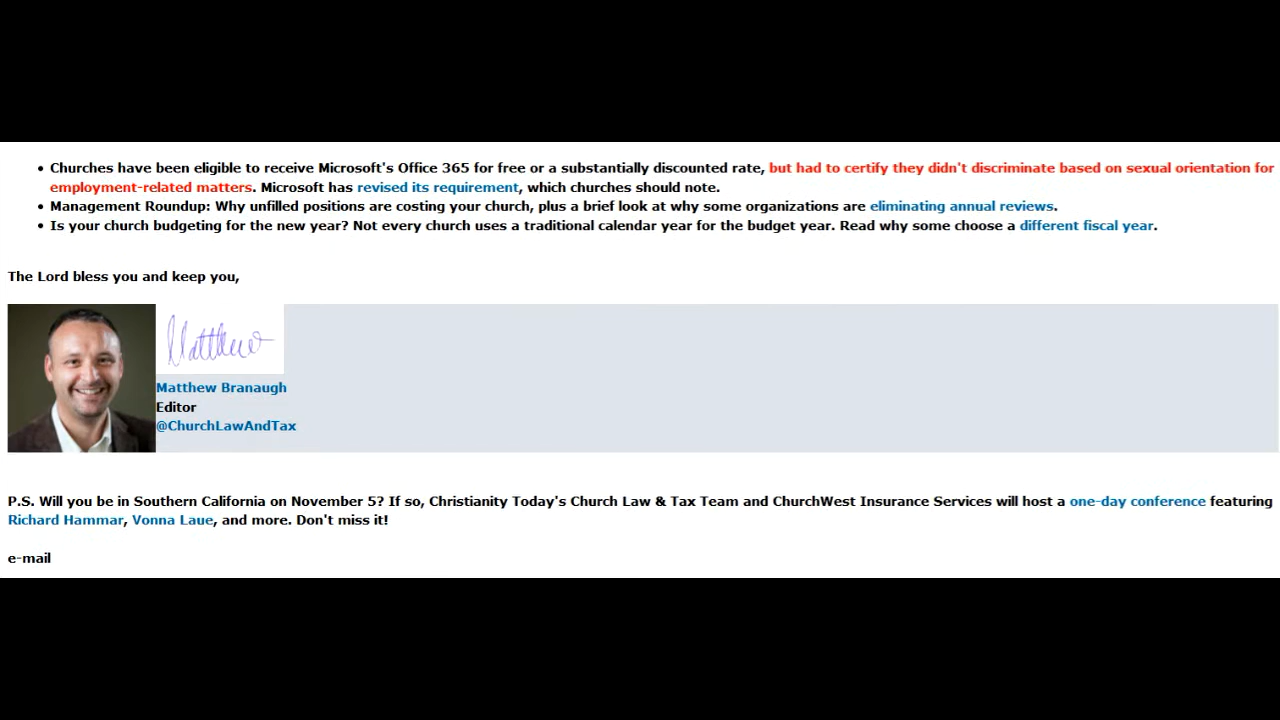 • Churches have been eligible to receive Microsoft's Office 365 for free or a substantially discounted rate, but had to certify they didn't discriminate based on sexual orientation for
employment-related matters. Microsoft has revised its requirement, which churches should note.
• Management Roundup: Why unfilled positions are costing your church, plus a brief look at why some organizations are eliminating annual reviews.
• Is your church budgeting for the new year? Not every church uses a traditional calendar year for the budget year. Read why some choose a different fiscal year.
The Lord bless you and keep you,
Matthew
Matthew Branaugh
Editor
@ChurchLawAndTax
P.S. Will you be in Southern California on November 5? If so, Christianity Today's Church Law & Tax Team and ChurchWest Insurance Services will host a one-day conference featuring
Richard Hammar, Vonna Laue, and more. Don't miss it!
e-mail